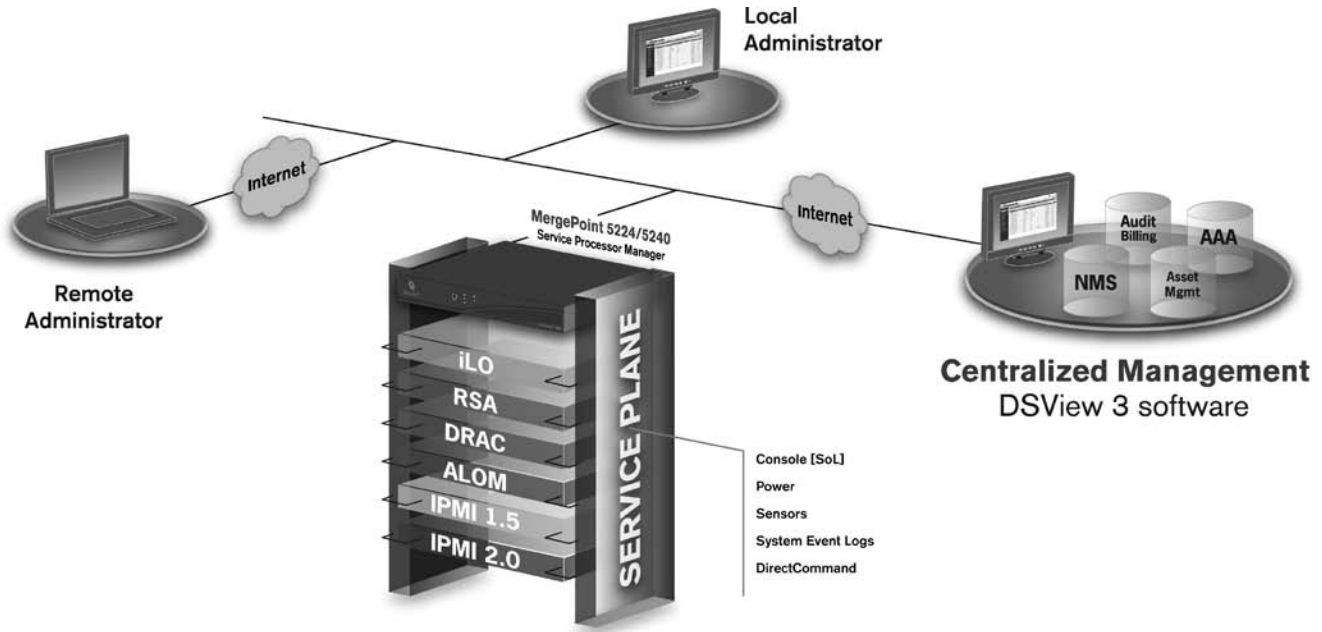 Local
Administrator
Internet
Remote
Administrator
MergePoint 5224/5240
Service Processor Manager
Internet
Audit
Billing
AAA
NMS
Asset
Mgmt
Centralized Management
DSView 3 software
iLO
RSA
DRAC
ALOM
IPMI 1.5
IPMI 2.0
SERVICE PLANE
Console [SoL]
Power
Sensors
System Event Logs
DirectCommand